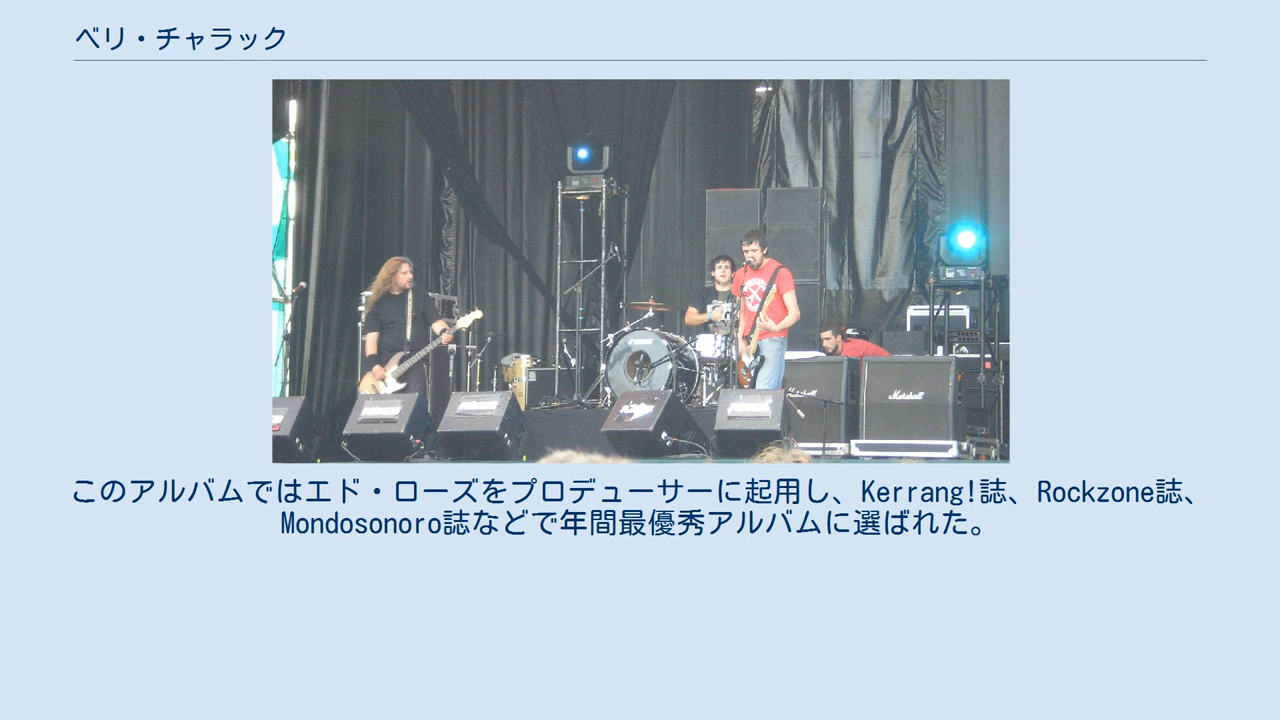 ベリ・チャラック
Marshall
このアルバムではエド・ローズをプロデューサーに起用し、Kerrang!誌、Rockzone誌、
Mondosonoro誌などで年間最優秀アルバムに選ばれた。